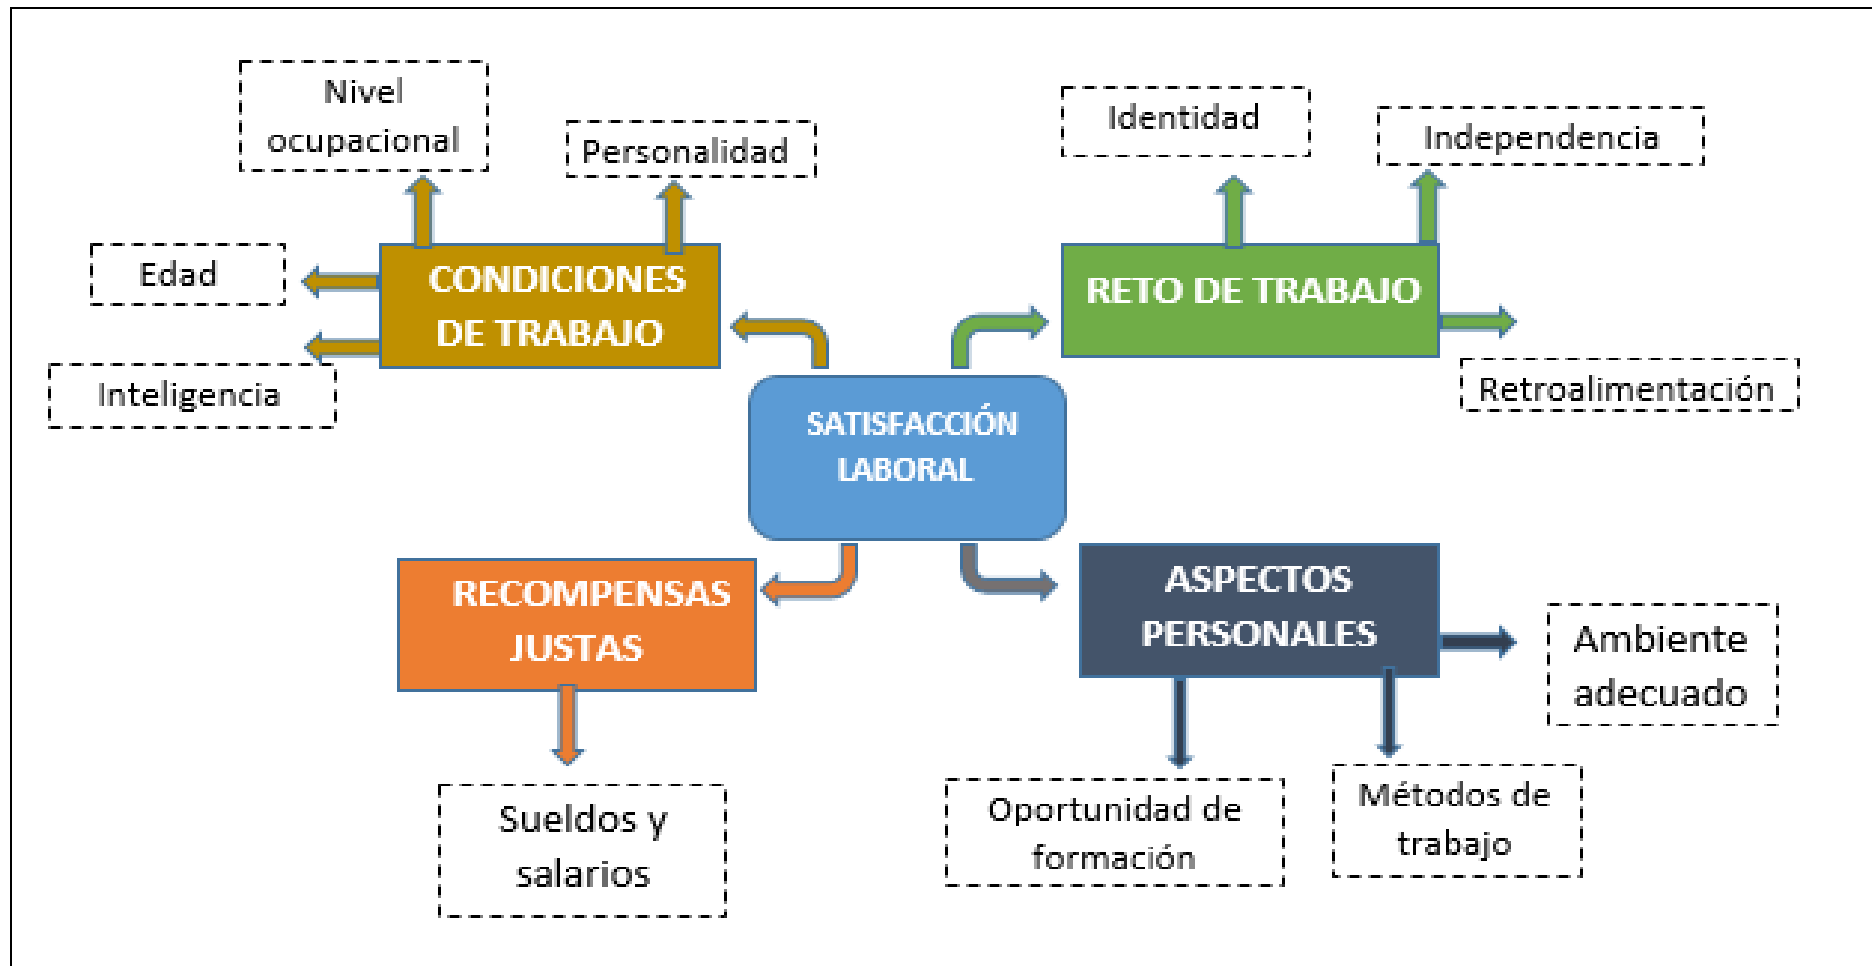 Nivel
ocupacional
Personalidad
Edad
CONDICIONES
DE TRABAJO
Inteligencia
Identidad
Independencia
RETO DE TRABAJO
Retroalimentación
SATISFACCIÓN
LABORAL
RECOMPENSAS
JUSTAS
Sueldos y
salarios
ASPECTOS
PERSONALES
Ambiente
adecuado
Oportunidad de
formación
Métodos de
trabajo